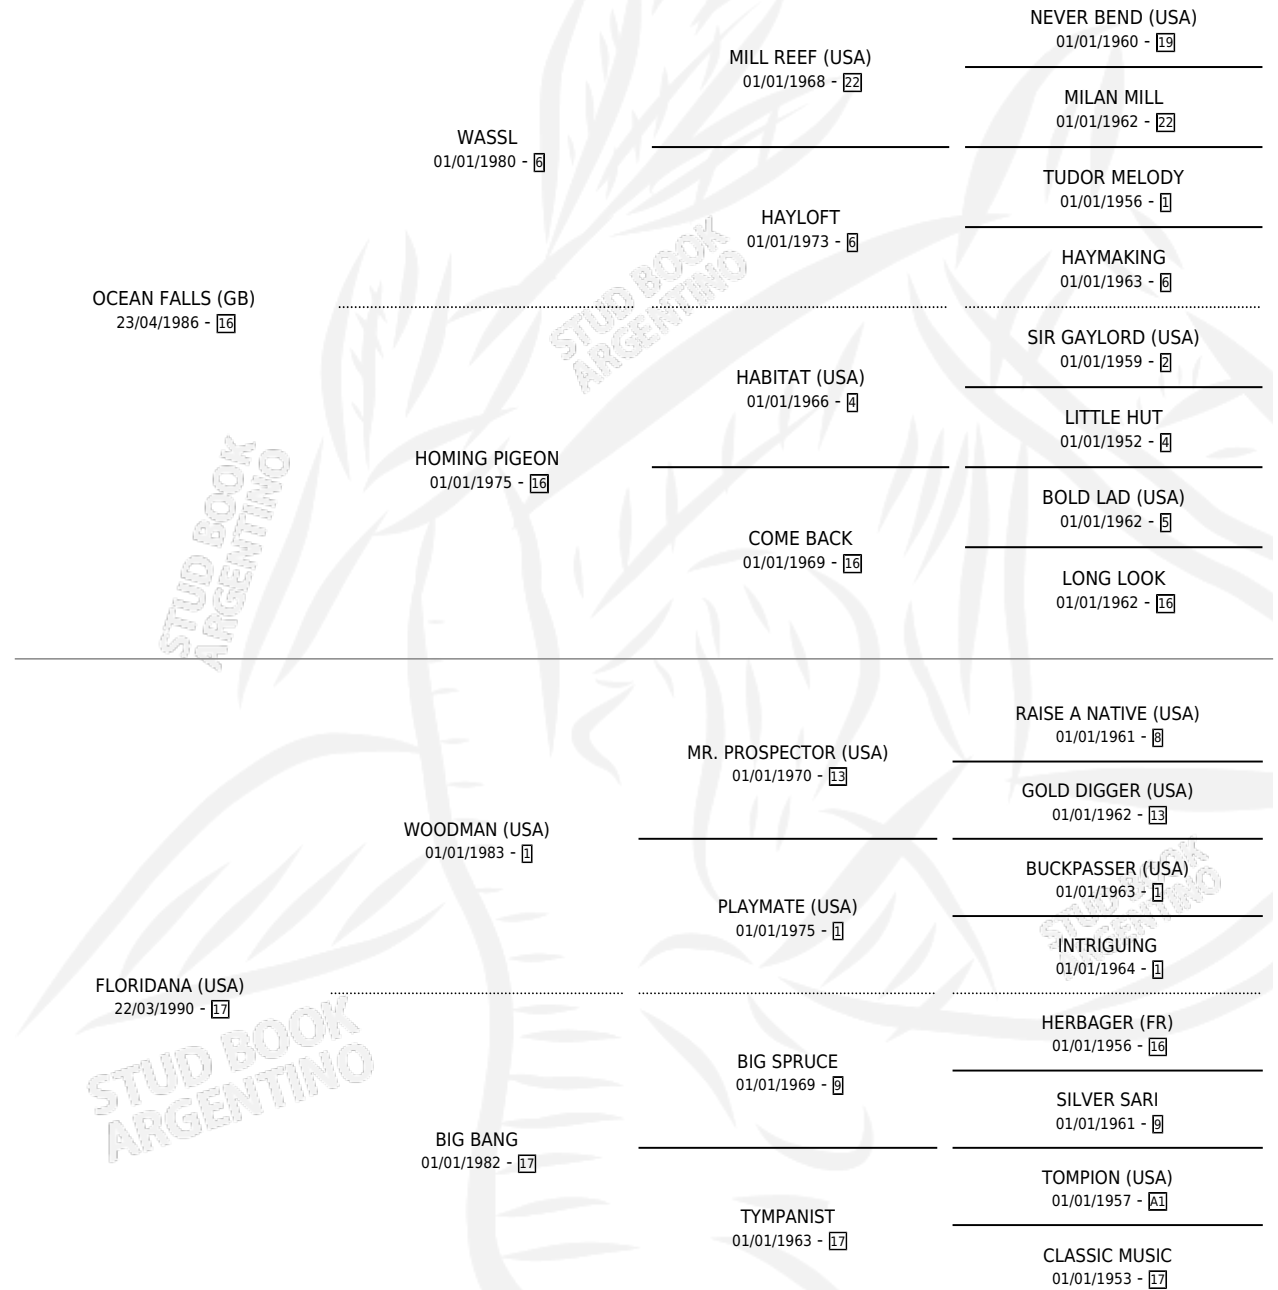 NEVER BEND (USA)
01/01/1960 - 19
MILL REEF (USA)
01/01/1968 - 22
MILAN MILL
01/01/1962 - 22
WASSL
01/01/1980 - 6
TUDOR MELODY
01/01/1956 - 1
HAYLOFT
01/01/1973 - 6
HAYMAKING
01/01/1963 - 6
OCEAN FALLS (GB)
23/04/1986 - 16
STUD BOOK
ARGENTINO
SIR GAYLORD (USA)
01/01/1959 - 2
HABITAT (USA)
01/01/1966 - 4
LITTLE HUT
01/01/1952 - 4
HOMING PIGEON
01/01/1975 - 16
BOLD LAD (USA)
01/01/1962 - 5
COME BACK
01/01/1969 - 16
LONG LOOK
01/01/1962 - 16
STUD BOOK
ARGENTINO
RAISE A NATIVE (USA)
01/01/1961 - 8
MR. PROSPECTOR (USA)
01/01/1970 - 13
GOLD DIGGER (USA)
01/01/1962 - 13
WOODMAN (USA)
01/01/1983 - 1
BUCKPASSER (USA)
01/01/1963 - 1
STUD BOOK
ARGENTINO
PLAYMATE (USA)
01/01/1975 - 1
INTRIGUING
01/01/1964 - 1
FLORIDANA (USA)
22/03/1990 - 17
STUD BOOK
ARGENTINO
HERBAGER (FR)
01/01/1956 - 16
BIG SPRUCE
01/01/1969 - 9
SILVER SARI
01/01/1961 - 9
BIG BANG
01/01/1982 - 17
TOMPION (USA)
01/01/1957 - A1
TYMPANIST
01/01/1963 - 17
CLASSIC MUSIC
01/01/1953 - 17